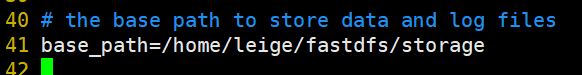 40 # the base path to store data and log files
41 base_path=/home/leige/fastdfs/storage
42